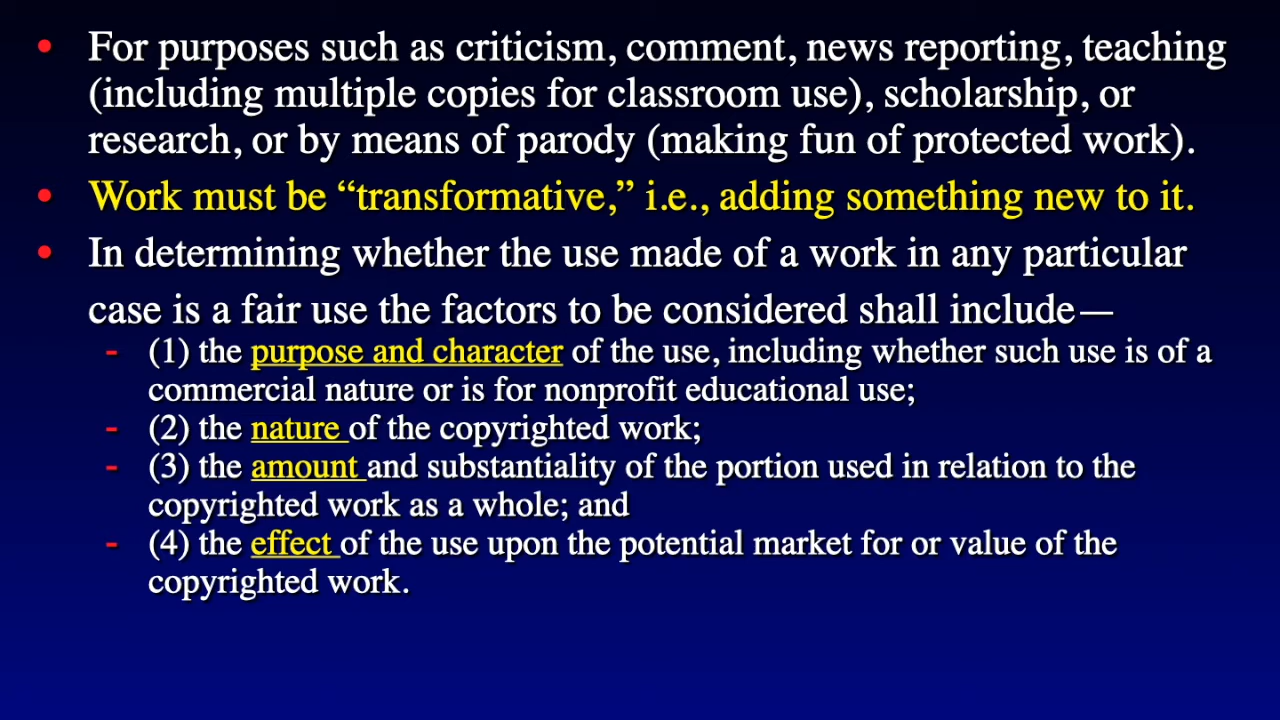 • For purposes such as criticism, comment, news reporting, teaching
(including multiple copies for classroom use), scholarship, or
research, or by means of parody (making fun of protected work).
• Work must be “transformative,” i.e., adding something new to it.
• In determining whether the use made of a work in any particular
case is a fair use the factors to be considered shall include—
- (1) the purpose and character of the use, including whether such use is of a
commercial nature or is for nonprofit educational use;
- (2) the nature of the copyrighted work;
- (3) the amount and substantiality of the portion used in relation to the
copyrighted work as a whole; and
- (4) the effect of the use upon the potential market for or value of the
copyrighted work.